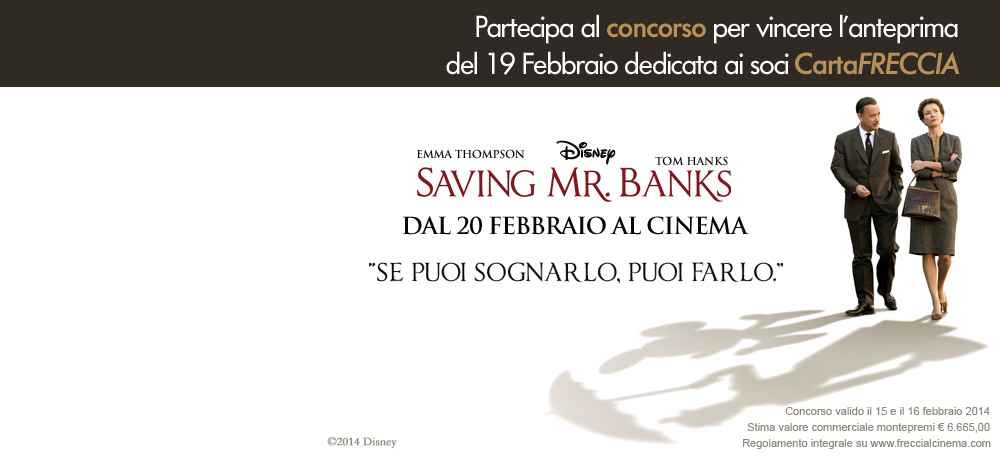 Partecipa al concorso per vincere l'anteprima
del 19 Febbraio dedicata ai soci CartaFRECCIA
EMMA THOMPSON
Disney
TOM HANKS
SAVING MR. BANKS
DAL 20 FEBBRAIO AL CINEMA
"SE PUOI SOGNARLO, PUOI FARLO."
Concorso valido il 15 e il 16 febbraio 2014
Stima valore commerciale montepremi € 6.665,00
©2014 Disney
Regolamento integrale su www.freccialcinema.com